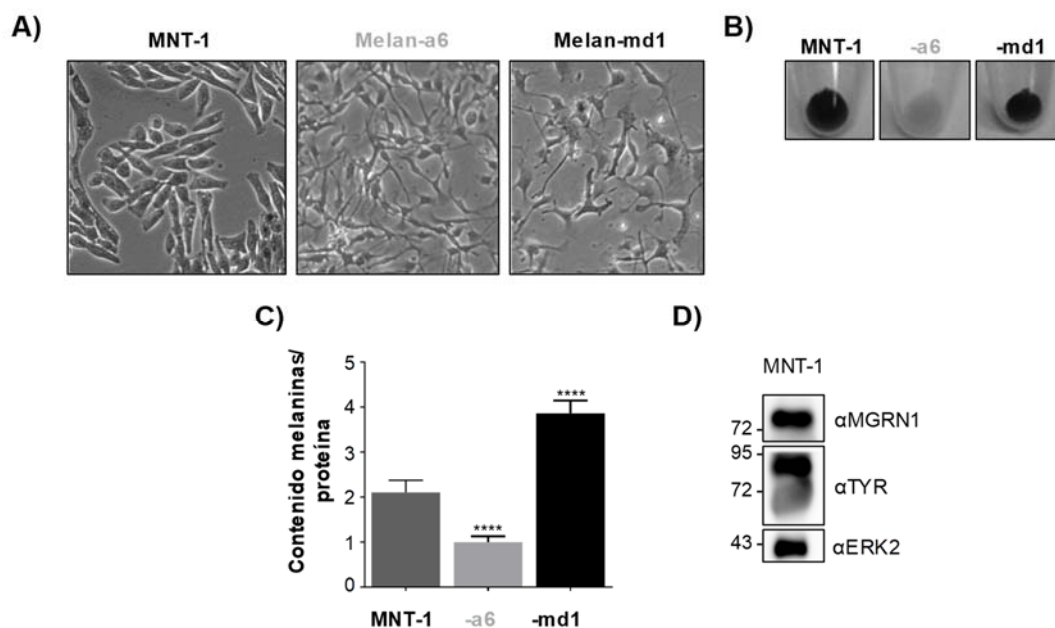 A)
MNT-1 Melan-a6 Melan-md1
B)
MNT-1 -a6 -md1
C)
Contenido melaninas/
proteína
5
4
3
2
1
0
****
****
MNT-1 -a6 -md1
D)
MNT-1
72 - αMGRN1
95 -
72 - αTYR
43 - αERK2